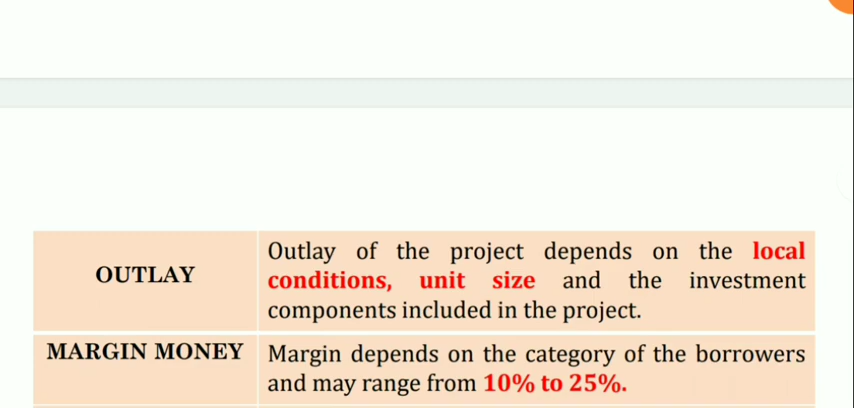 OUTLAY
Outlay of the project depends on the local
conditions, unit size and the investment
components included in the project.
MARGIN MONEY
Margin depends on the category of the borrowers
and may range from 10% to 25%.